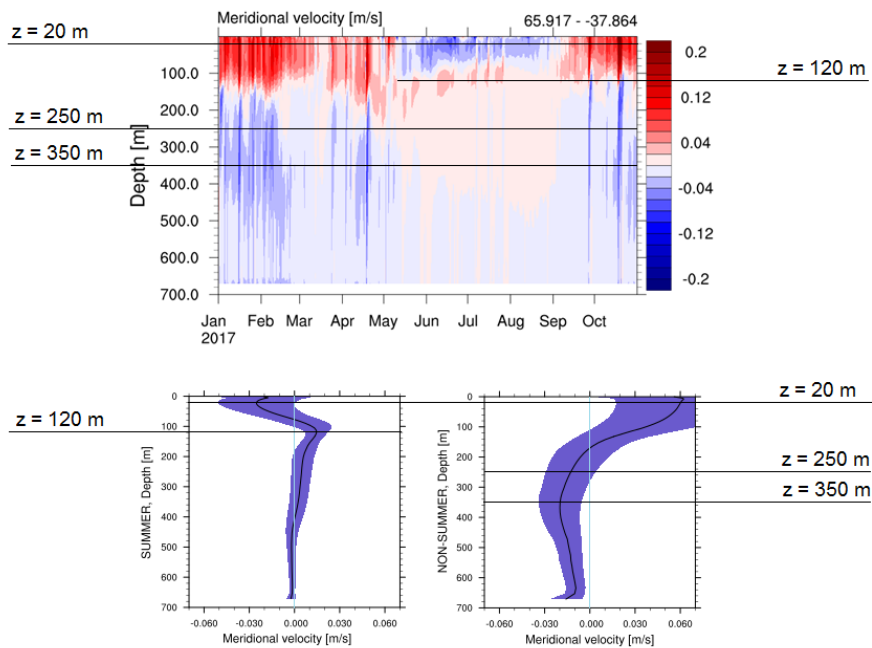 Meridional velocity [m/s] 65.917 - -37.864
z = 20 m
z = 120 m
z = 250 m
z = 350 m
Depth [m]
100.0
200.0
300.0
400.0
500.0
600.0
700.0
0.2
0.12
0.04
-0.04
-0.12
-0.2
Jan Feb Mar Apr May Jun Jul Aug Sep Oct
2017
z = 20 m
z = 120 m
z = 250 m
z = 350 m
SUMMER, Depth [m]
0
100
200
300
400
500
600
700
-0.060 -0.030 0.000 0.030 0.060
Meridional velocity [m/s]
NON-SUMMER, Depth [m]
0
100
200
300
400
500
600
700
-0.060 -0.030 0.000 0.030 0.060
Meridional velocity [m/s]